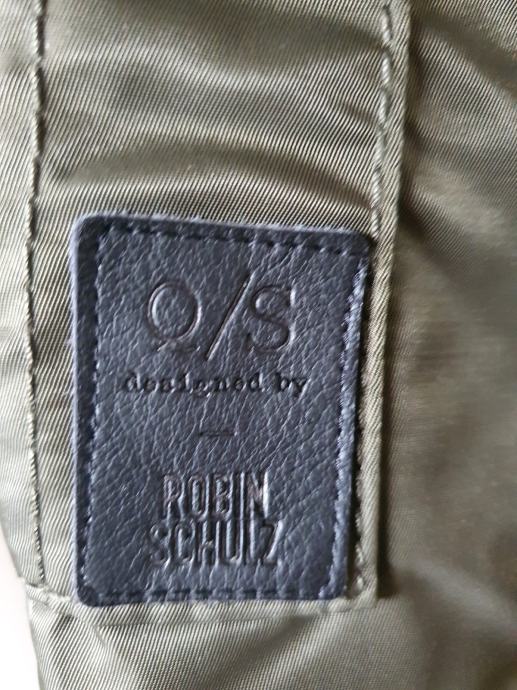 Q/S
designed by
—
ROBIN
SCHULZ